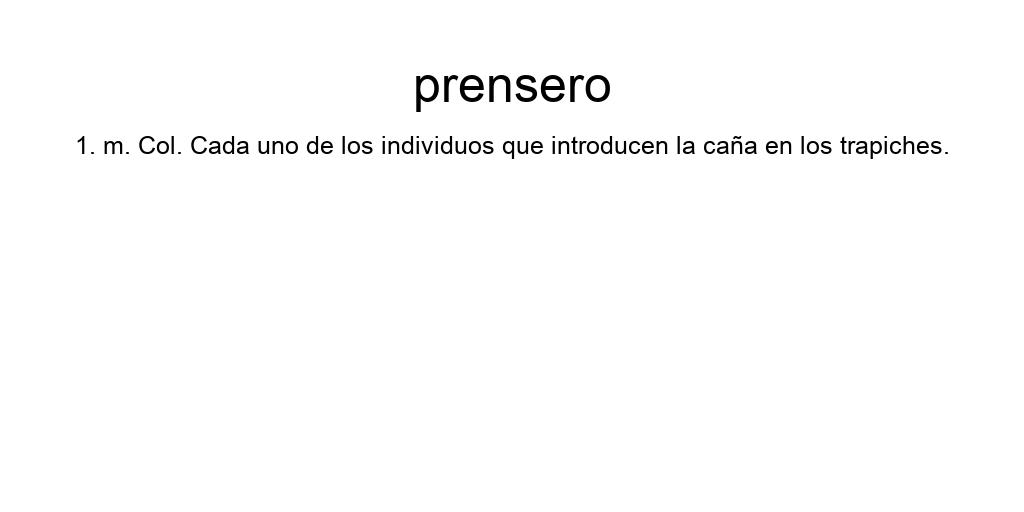 prensero
1. m. Col. Cada uno de los individuos que introducen la caña en los trapiches.